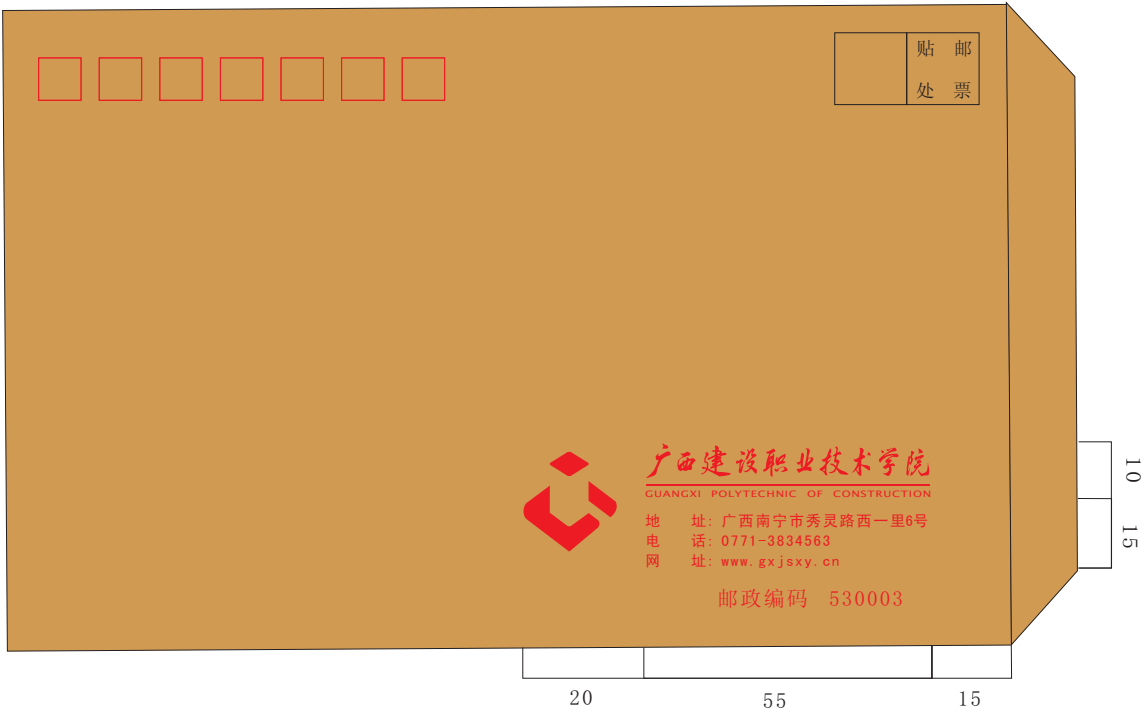 贴 邮
处 票
广西建设职业技术学院
GUANGXI POLYTECHNIC OF CONSTRUCTION
地 址: 广西南宁市秀灵路西一里6号
电 话: 0771-3834563
网 址: www.gxjsxy.cn
邮政编码 530003
10
15
20 55 15